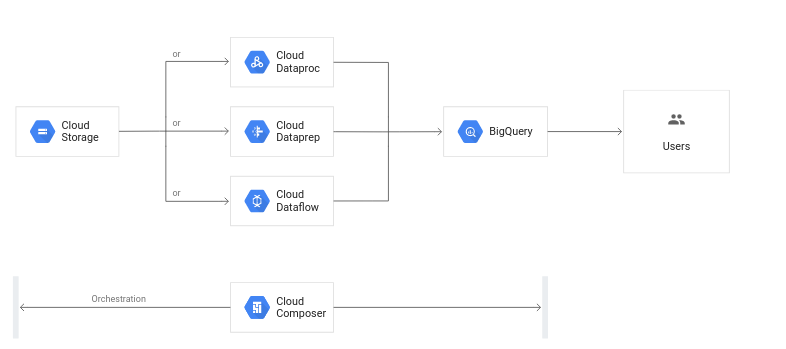 or
Cloud
Dataproc
Cloud
Storage
or
Cloud
Dataprep
BigQuery
Users
or
Cloud
Dataflow
Orchestration
Cloud
Composer